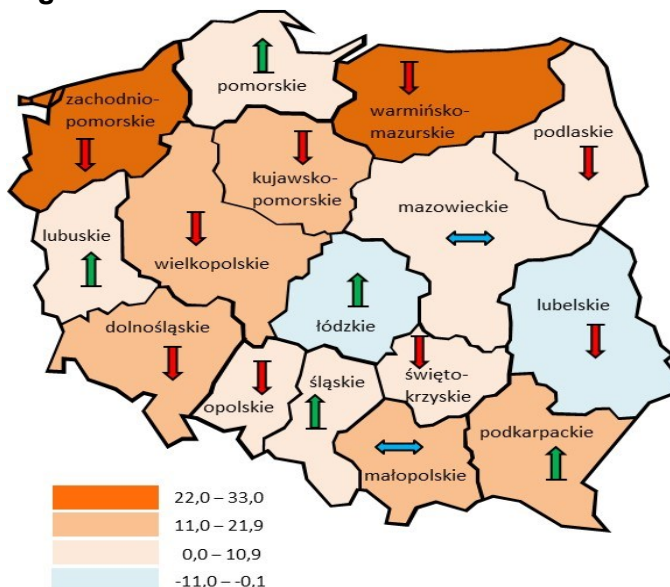 pomorskie
zachodnio-
pomorskie
warmińsko-
mazurskie
podlaskie
kujawsko-
pomorskie
mazowieckie
lubuskie
wielkopolskie
lubelskie
dolnośląskie
łódzkie
opolskie
śląskie
święto-
krzyskie
małopolskie
podkarpackie
22,0 – 33,0
11,0 – 21,9
0,0 – 10,9
-11,0 – -0,1